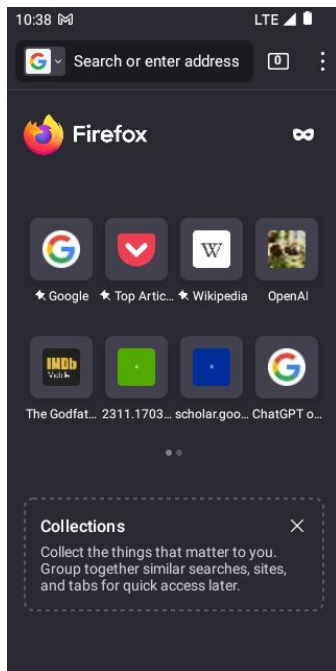 10:38 LTE
Search or enter address 0
Firefox
Google Top Artic... Wikipedia OpenAI
The Godfat... 2311.1703... scholar.goo... ChatGPT o...
Collections
Collect the things that matter to you.
Group together similar searches, sites,
and tabs for quick access later.